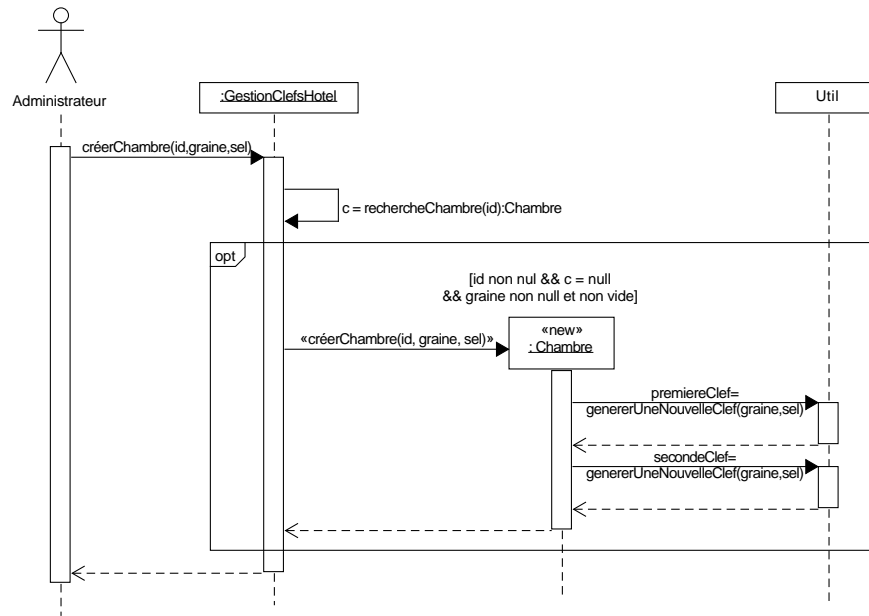 Administrateur
:GestionClefsHotel
Util
créerChambre(id,graine,sel)
c = rechercheChambre(id):Chambre
opt
[id non nul && c = null
&& graine non null et non vide]
«créerChambre(id, graine, sel)»
«new»
: Chambre
premiereClef=
genererUneNouvelleClef(graine,sel)
secondeClef=
genererUneNouvelleClef(graine,sel)